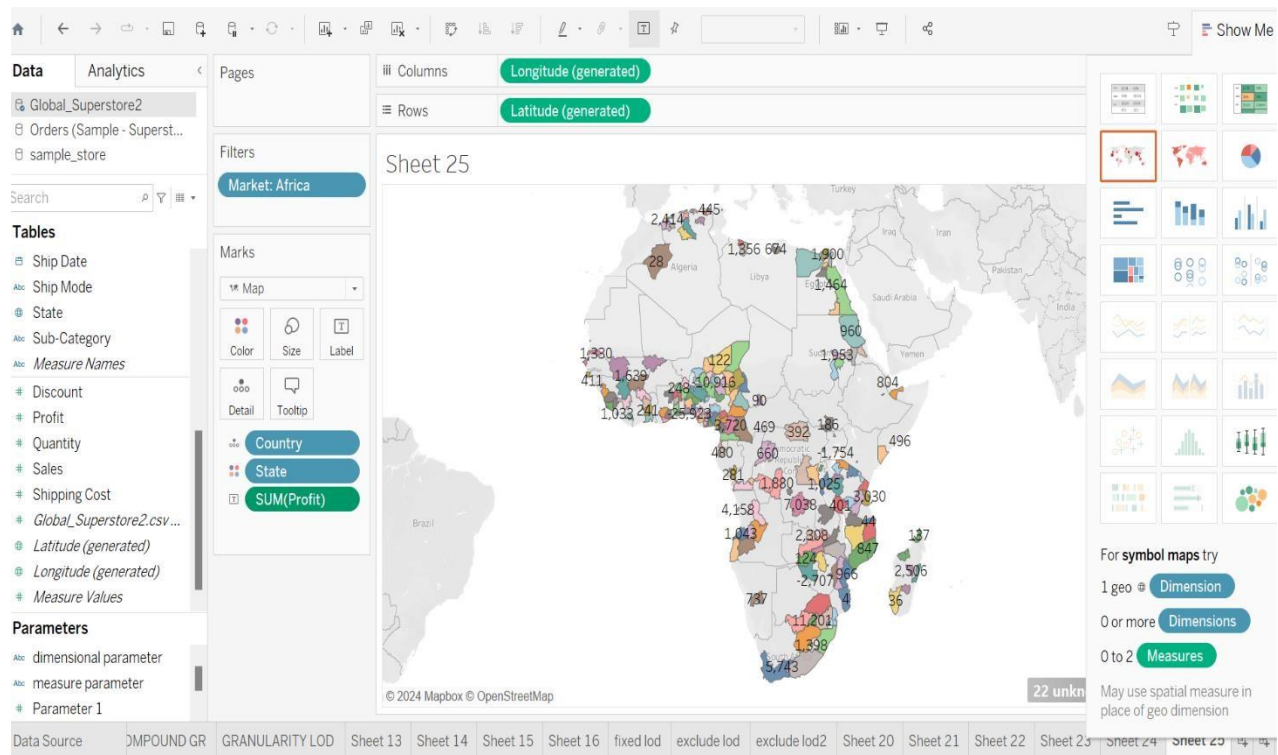 Show Me
Data
Analytics
Global_Superstore2
Orders (Sample - Superst...
sample_store
Search
Tables
Ship Date
Abc Ship Mode
State
Abc Sub-Category
Abc Measure Names
# Discount
# Profit
# Quantity
# Sales
# Shipping Cost
# Global_Superstore2.csv...
Latitude (generated)
Longitude (generated)
# Measure Values
Parameters
Abc dimensional parameter
Abc measure parameter
# Parameter 1
Pages
Filters
Market: Africa
Marks
Map
Color
Size
Label
Detail
Tooltip
Country
State
SUM(Profit)
iii Columns
Longitude (generated)
Rows
Latitude (generated)
Sheet 25
Turkey
445
2,414
1,356
1,900
Iraq
Iran
28
Algeria
Libya
1,464
Pakistan
Saudi Arabia
India
960
1,330
122
1,953
Yemen
411
1,639
248
10,916
804
1,033
241
-25,923
90
3,720
469
392
186
496
480
660
-1,754
281
1,880
1,025
4,158
7,038
401
3,030
Brazil
1,043
2,398
44
137
124
847
-2,707
966
2,506
737
4
36
11,201
1,398
5,743
© 2024 Mapbox © OpenStreetMap
22 unkn
For symbol maps try
1 geo Dimension
0 or more Dimensions
0 to 2 Measures
May use spatial measure in
place of geo dimension
Data Source
OMPOUND GR
GRANULARITY LOD
Sheet 13
Sheet 14
Sheet 15
Sheet 16
fixed lod
exclude lod
exclude lod2
Sheet 20
Sheet 21
Sheet 22
Sheet 23
Sheet 24
Sheet 25